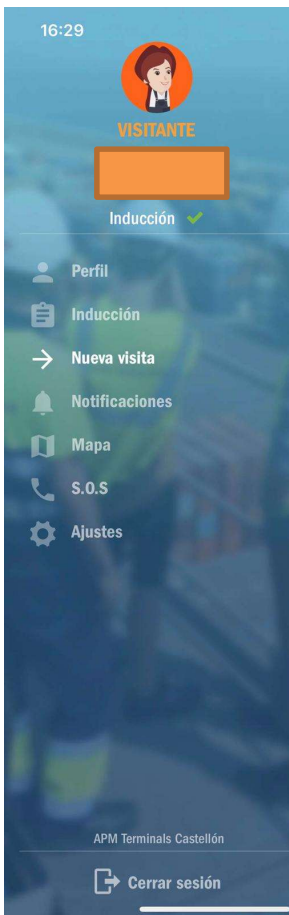 16:29
VISITANTE
Inducción
Perfil
Inducción
Nueva visita
Notificaciones
Mapa
S.O.S
Ajustes
APM Terminals Castellón
Cerrar sesión